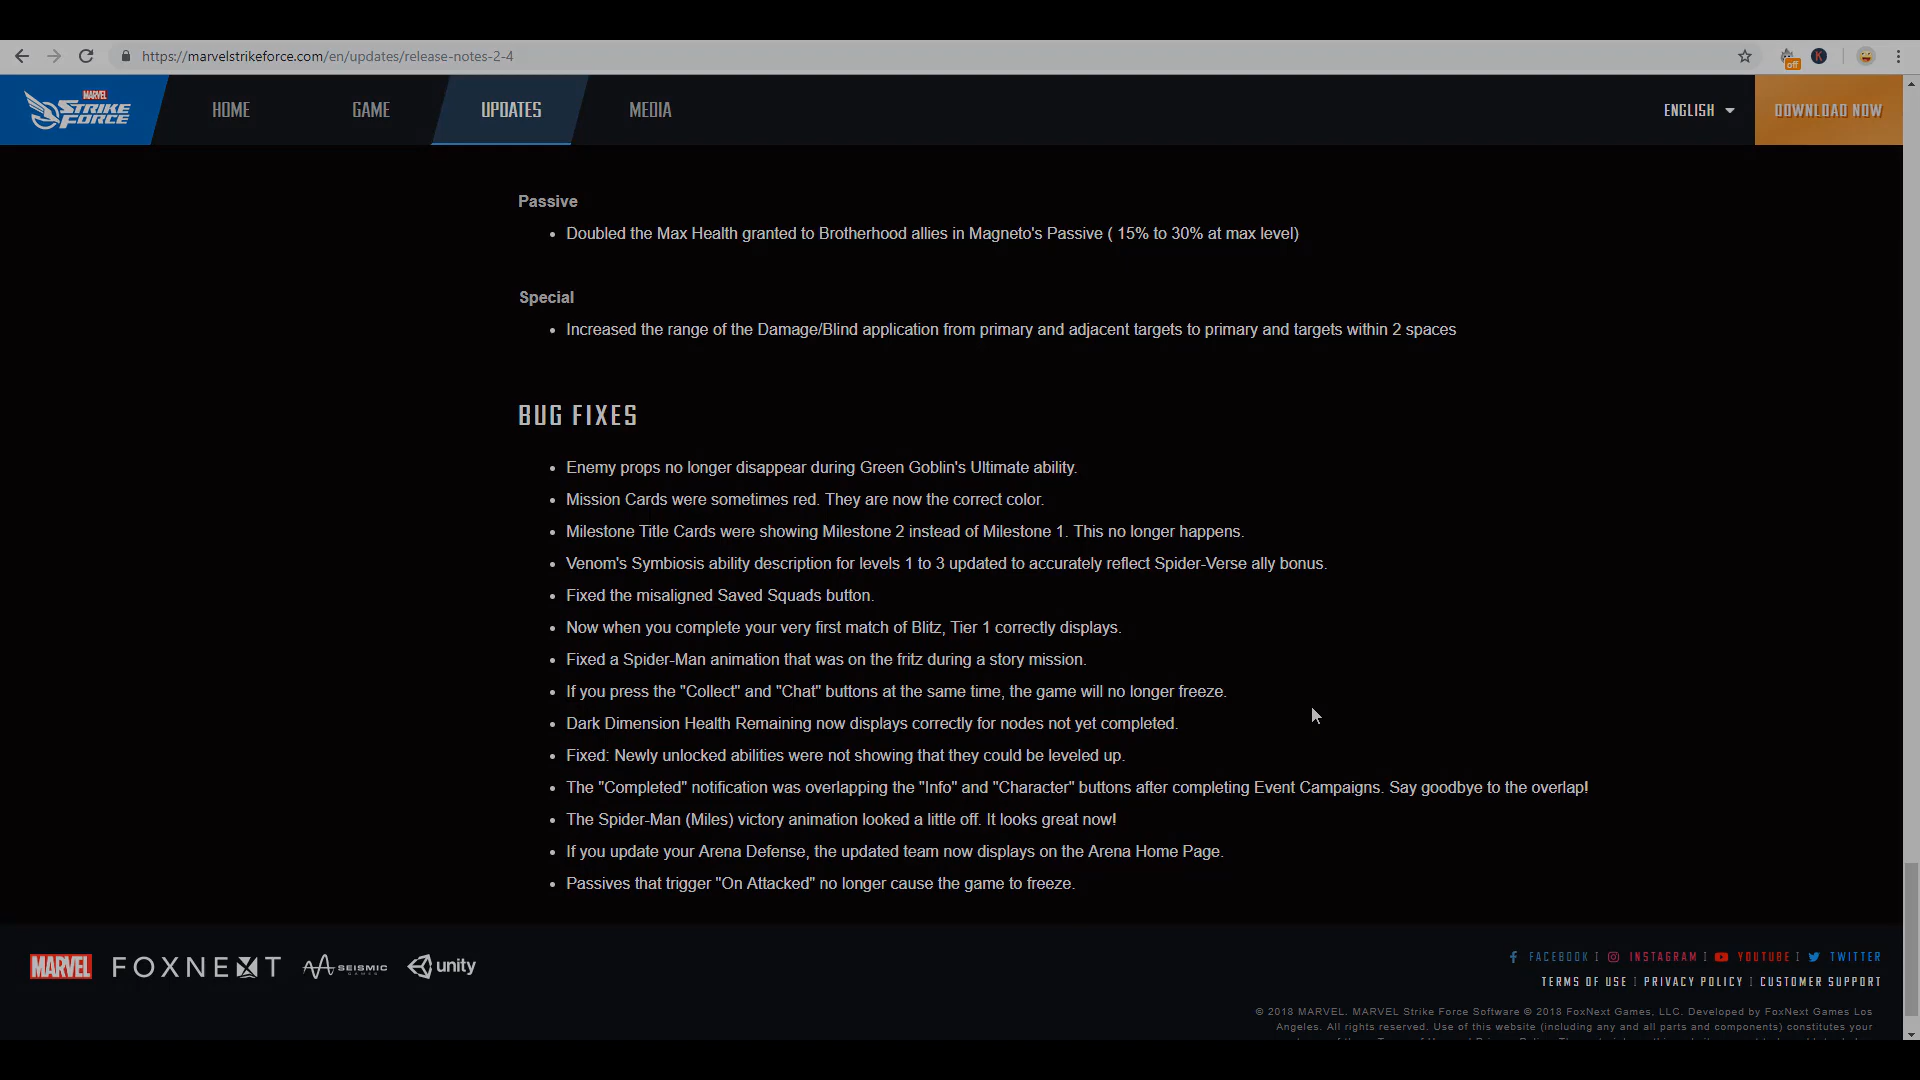 https://marvelstrikeforce.com/en/updates/release-notes-2-4
off
K
MARVEL
STRIKE
FORCE
HOME
GAME
UPDATES
MEDIA
ENGLISH
DOWNLOAD NOW
Passive
• Doubled the Max Health granted to Brotherhood allies in Magneto's Passive ( 15% to 30% at max level)
Special
• Increased the range of the Damage/Blind application from primary and adjacent targets to primary and targets within 2 spaces
BUG FIXES
• Enemy props no longer disappear during Green Goblin's Ultimate ability.
• Mission Cards were sometimes red. They are now the correct color.
• Milestone Title Cards were showing Milestone 2 instead of Milestone 1. This no longer happens.
• Venom's Symbiosis ability description for levels 1 to 3 updated to accurately reflect Spider-Verse ally bonus.
• Fixed the misaligned Saved Squads button.
• Now when you complete your very first match of Blitz, Tier 1 correctly displays.
• Fixed a Spider-Man animation that was on the fritz during a story mission.
• If you press the "Collect" and "Chat" buttons at the same time, the game will no longer freeze.
• Dark Dimension Health Remaining now displays correctly for nodes not yet completed.
• Fixed: Newly unlocked abilities were not showing that they could be leveled up.
• The "Completed" notification was overlapping the "Info" and "Character" buttons after completing Event Campaigns. Say goodbye to the overlap!
• The Spider-Man (Miles) victory animation looked a little off. It looks great now!
• If you update your Arena Defense, the updated team now displays on the Arena Home Page.
• Passives that trigger "On Attacked" no longer cause the game to freeze.
MARVEL
FOXNEXT
SEISMIC GAMES
unity
FACEBOOK | INSTAGRAM | YOUTUBE | TWITTER
TERMS OF USE | PRIVACY POLICY | CUSTOMER SUPPORT
© 2018 MARVEL. MARVEL Strike Force Software © 2018 FoxNext Games, LLC. Developed by FoxNext Games Los
Angeles. All rights reserved. Use of this website (including any and all parts and components) constitutes your